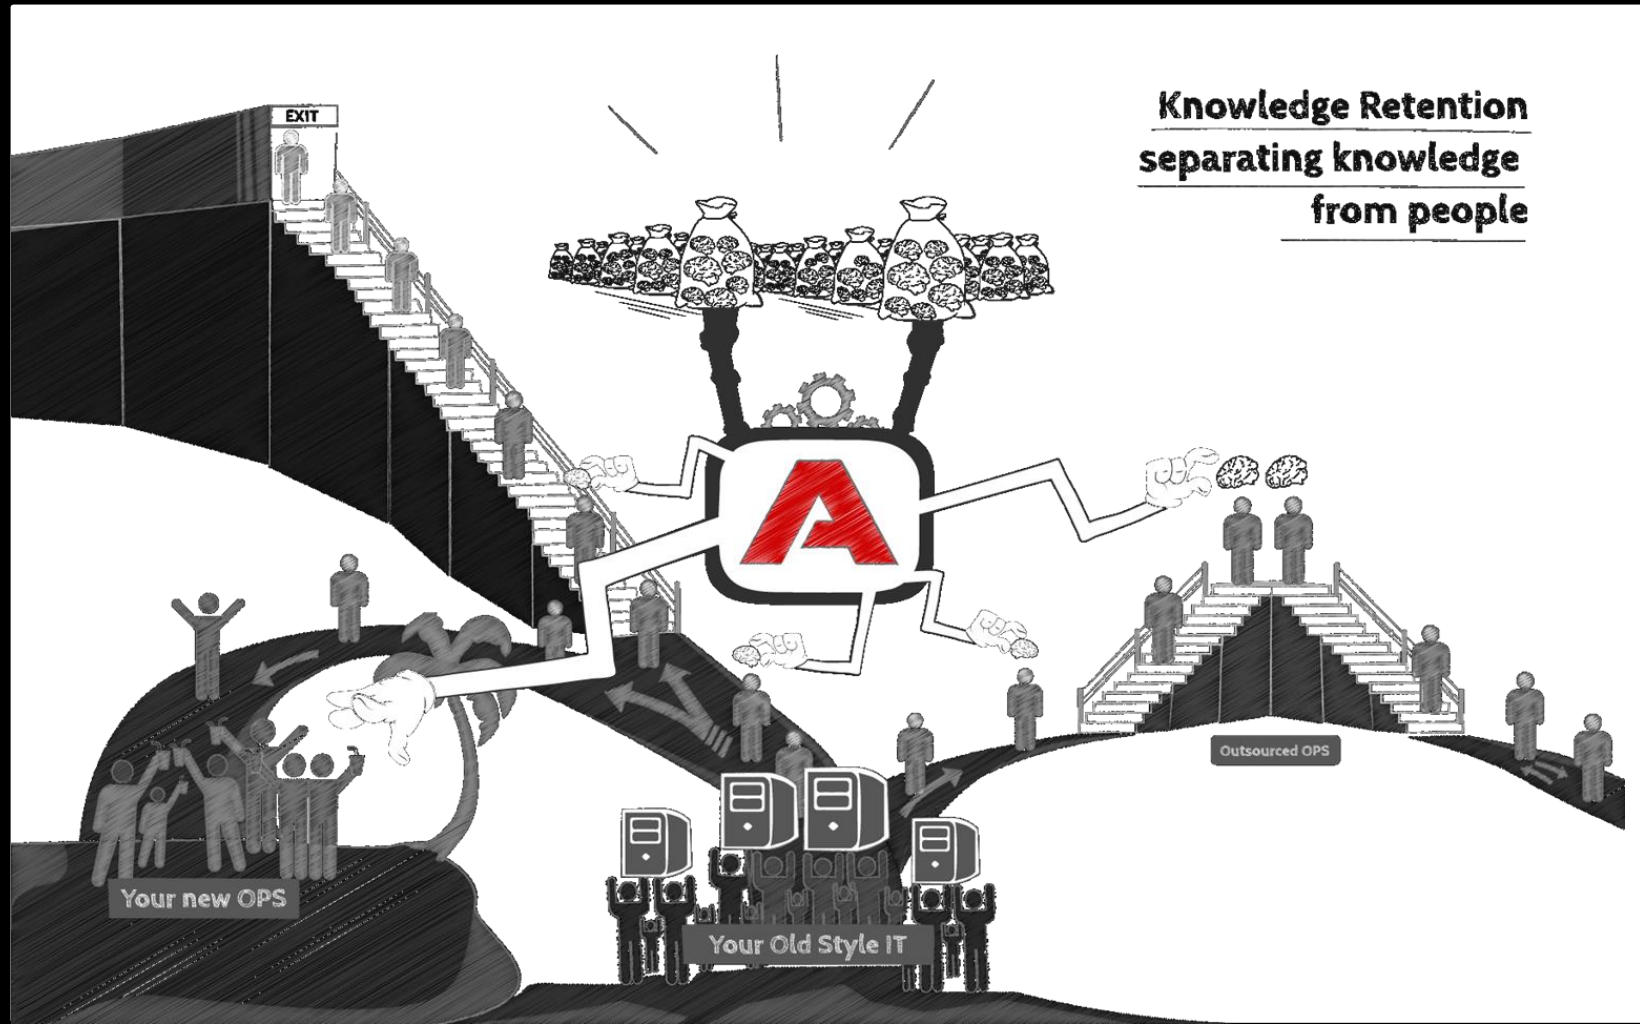 EXIT
Knowledge Retention
separating knowledge
from people
A
Outsourced OPS
Your new OPS
Your Old Style IT